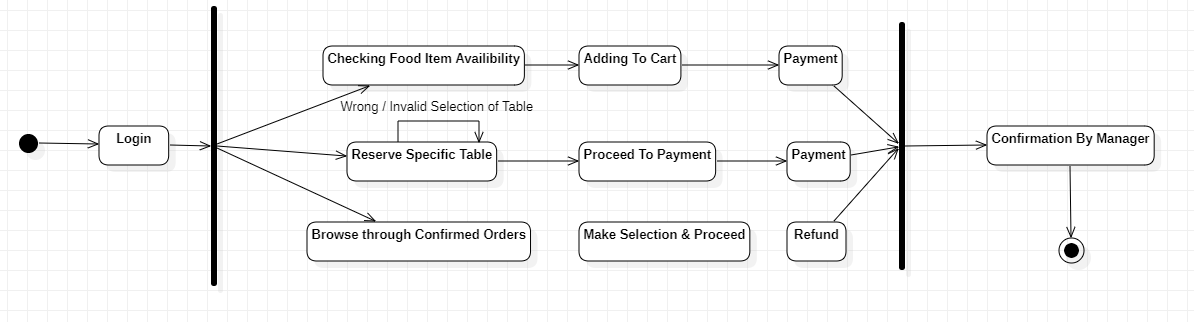 Login
Checking Food Item Availibility
Adding To Cart
Payment
Wrong / Invalid Selection of Table
Reserve Specific Table
Proceed To Payment
Payment
Browse through Confirmed Orders
Make Selection & Proceed
Refund
Confirmation By Manager